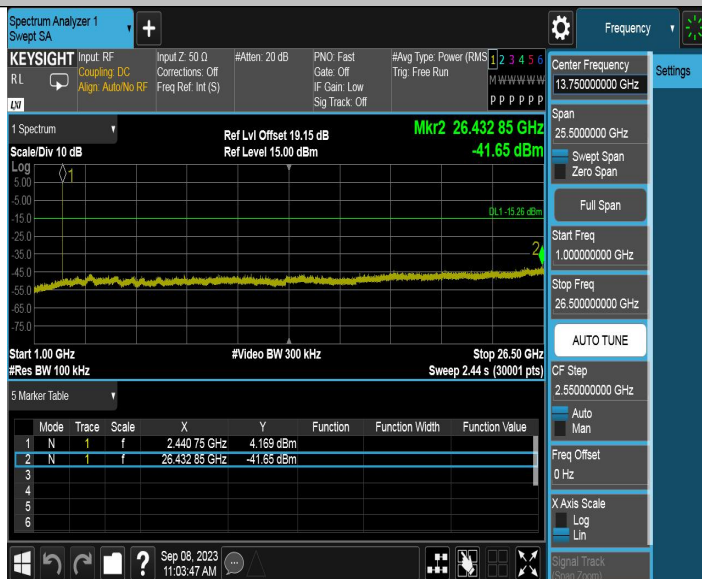 Spectrum Analyzer 1
Swept SA
+
Frequency
KEYSIGHT
RL
LXI
Input: RF
Coupling: DC
Align: Auto/No RF
Input Z: 50 Ω
Corrections: Off
Freq Ref: Int (S)
#Atten: 20 dB
PNO: Fast
Gate: Off
IF Gain: Low
Sig Track: Off
#Avg Type: Power (RMS
Trig: Free Run
1 2 3 4 5 6
M W W W W W
P P P P P P
Center Frequency
13.750000000 GHz
Settings
Span
25.5000000 GHz
Swept Span
Zero Span
Full Span
Start Freq
1.000000000 GHz
Stop Freq
26.500000000 GHz
AUTO TUNE
CF Step
2.550000000 GHz
Auto
Man
Freq Offset
0 Hz
X Axis Scale
Log
Lin
Signal Track
(Span Zoom)
1 Spectrum
Scale/Div 10 dB
Ref Lvl Offset 19.15 dB
Ref Level 15.00 dBm
Mkr2 26.432 85 GHz
-41.65 dBm
Log
5.00
-5.00
-15.0
-25.0
-35.0
-45.0
-55.0
-65.0
-75.0
1
DL1 -15.26 dBm
2
Start 1.00 GHz
#Res BW 100 kHz
#Video BW 300 kHz
Stop 26.50 GHz
Sweep 2.44 s (30001 pts)
5 Marker Table
Mode Trace Scale X Y Function Function Width Function Value
1 N 1 f 2.440 75 GHz 4.169 dBm
2 N 1 f 26.432 85 GHz -41.65 dBm
3
4
5
6
?
Sep 08, 2023
11:03:47 AM